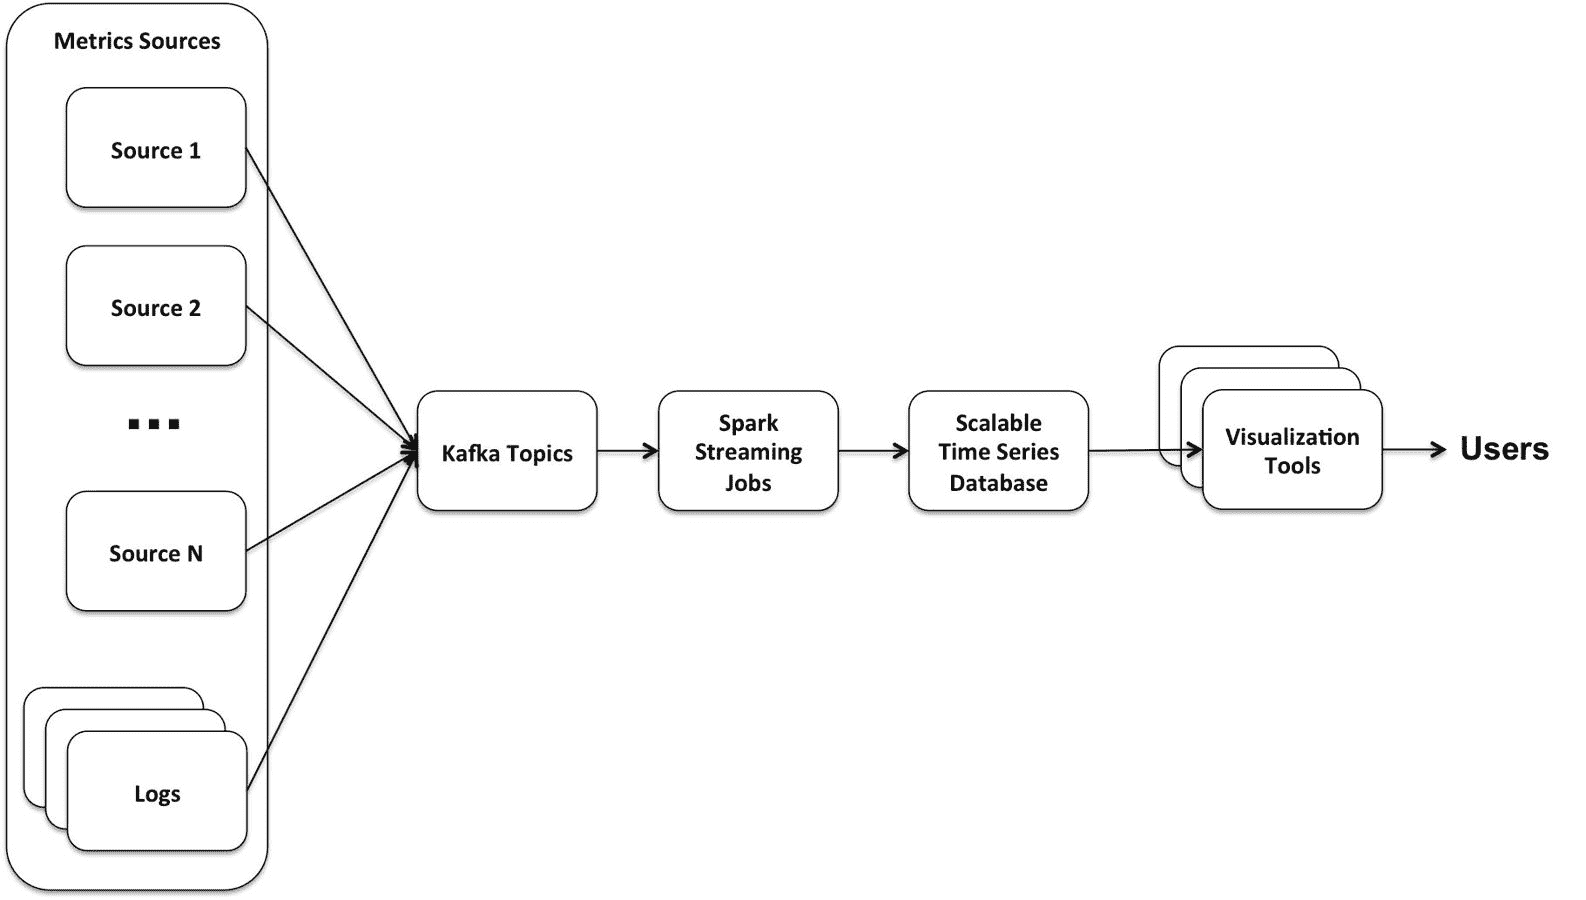 Metrics Sources
Source 1
Source 2
...
Source N
Logs
Kafka Topics
Spark
Streaming
Jobs
Scalable
Time Series
Database
Visualization
Tools
Users